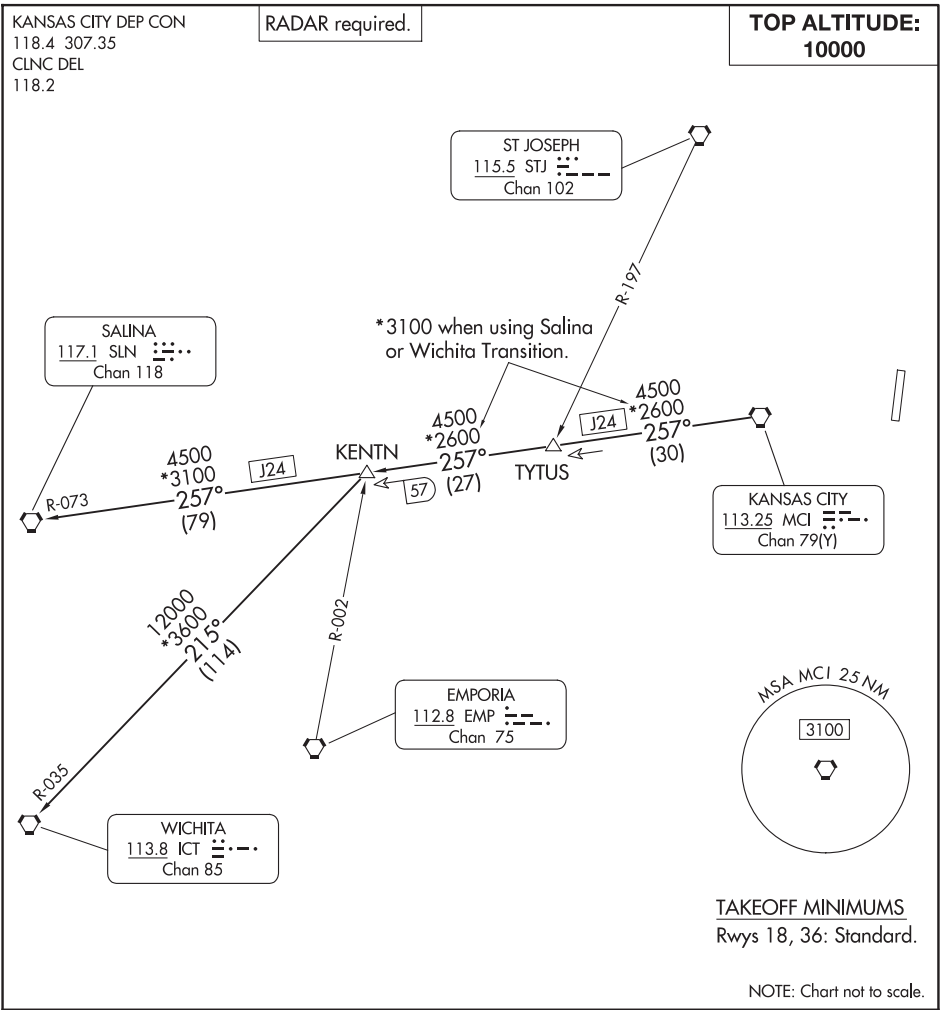 KANSAS CITY DEP CON
118.4 307.35
CLNC DEL
118.2
RADAR required.
TOP ALTITUDE:
10000
ST JOSEPH
115.5 STJ
Chan 102
R-197
SALINA
117.1 SLN
Chan 118
*3100 when using Salina
or Wichita Transition.
4500
*2600
J24
257°
(30)
4500
*2600
257°
(27)
KENTN
TYTUS
57
4500
*3100
J24
257°
(79)
R-073
KANSAS CITY
113.25 MCI
Chan 79(Y)
12000
*3600
215°
(114)
R-002
R-035
EMPORIA
112.8 EMP
Chan 75
WICHITA
113.8 ICT
Chan 85
MSA MCI 25 NM
3100
TAKEOFF MINIMUMS
Rwys 18, 36: Standard.
NOTE: Chart not to scale.